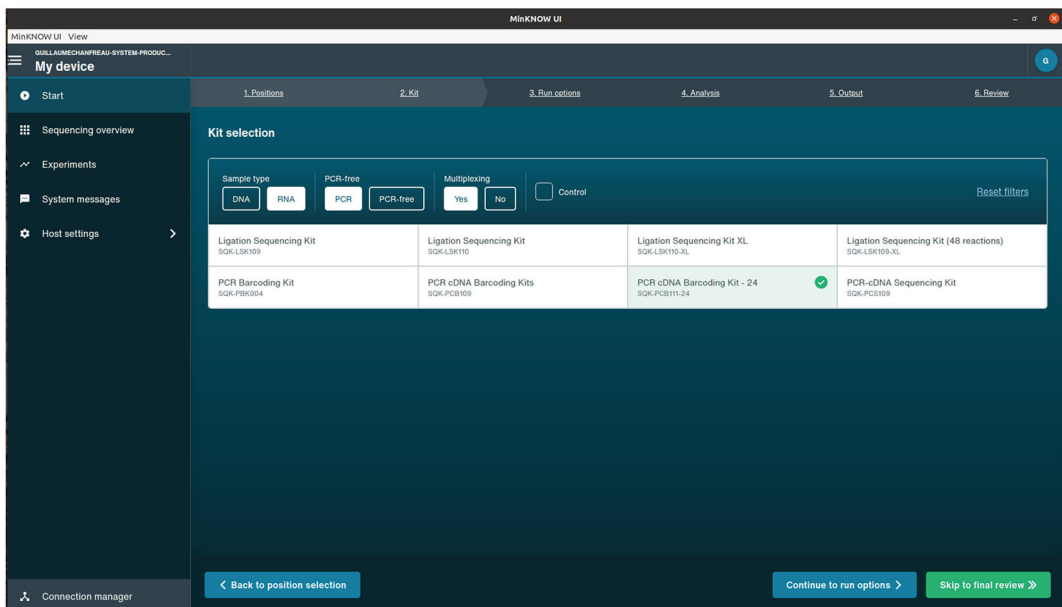 MinKNOW UI
MinKNOW UI View
GUILLAUMECHANFREAU-SYSTEM-PRODUC...
My device
G
Start
Sequencing overview
Experiments
System messages
Host settings
Connection manager
1. Positions
2. Kit
3. Run options
4. Analysis
5. Output
6. Review
Kit selection
Sample type
DNA
RNA
PCR-free
PCR
PCR-free
Multiplexing
Yes
No
Control
Reset filters
Ligation Sequencing Kit
SQK-LSK109
Ligation Sequencing Kit
SQK-LSK110
Ligation Sequencing Kit XL
SQK-LSK110-XL
Ligation Sequencing Kit (48 reactions)
SQK-LSK109-XL
PCR Barcoding Kit
SQK-PBK004
PCR cDNA Barcoding Kits
SQK-PCB109
PCR cDNA Barcoding Kit - 24
SQK-PCB111-24
PCR-cDNA Sequencing Kit
SQK-PCS109
Back to position selection
Continue to run options
Skip to final review